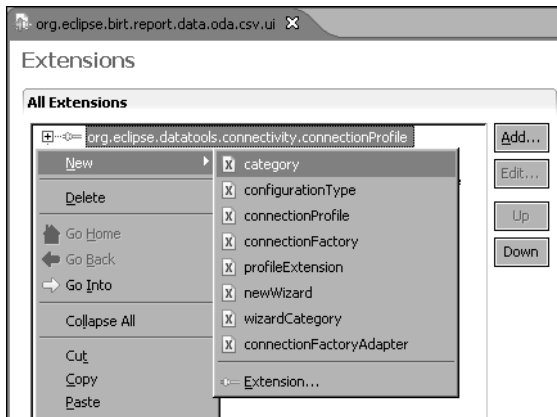 org.eclipse.birt.report.data.oda.csv.ui
Extensions
All Extensions
org.eclipse.datatools.connectivity.connectionProfile
Add...
Edit...
Up
Down
New
Delete
Go Home
Go Back
Go Into
Collapse All
Cut
Copy
Paste
category
configurationType
connectionProfile
connectionFactory
profileExtension
newWizard
wizardCategory
connectionFactoryAdapter
Extension...